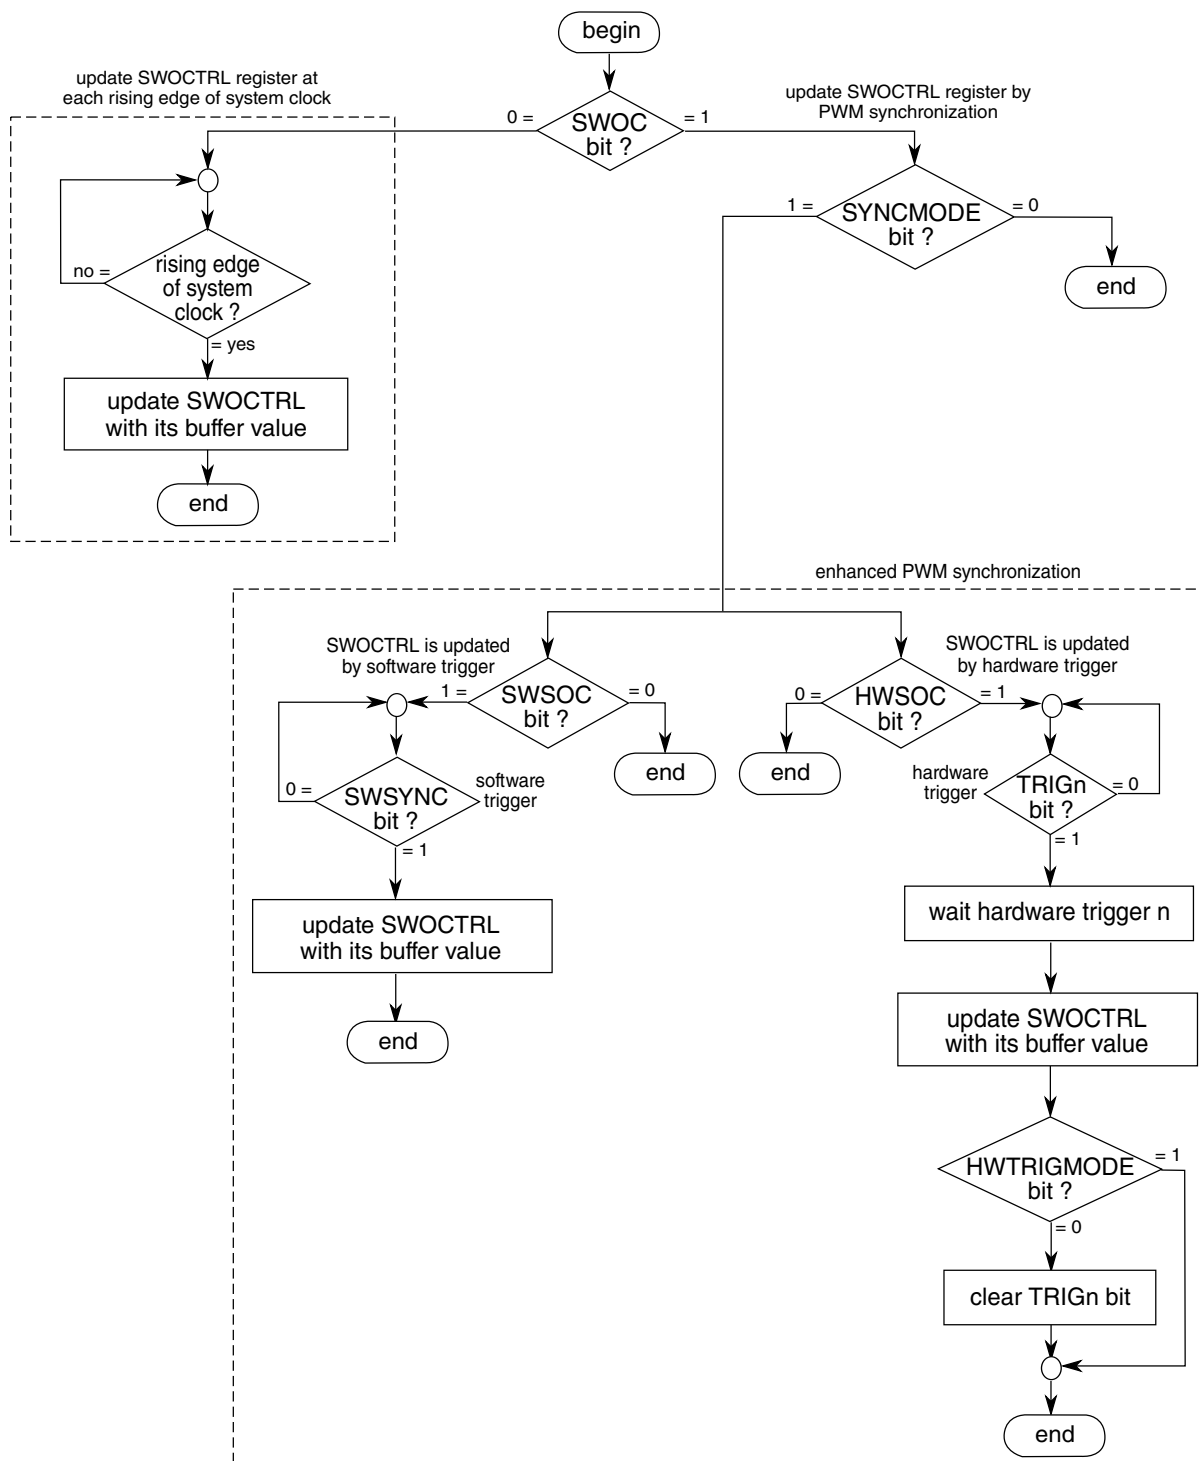 begin
update SWOCTRL register at
each rising edge of system clock
0 =
SWOC
bit ?
= 1
update SWOCTRL register by
PWM synchronization
1 =
SYNCMODE
bit ?
= 0
end
no =
rising edge
of system
clock ?
= yes
update SWOCTRL
with its buffer value
end
enhanced PWM synchronization
SWOCTRL is updated
by software trigger
1 =
SWSOC
bit ?
= 0
end
SWOCTRL is updated
by hardware trigger
0 =
HWSOC
bit ?
= 1
end
0 =
SWSYNC
bit ?
software
trigger
= 1
update SWOCTRL
with its buffer value
end
hardware
trigger
TRIGn
bit ?
= 0
= 1
wait hardware trigger n
update SWOCTRL
with its buffer value
HWTRIGMODE
bit ?
= 1
= 0
clear TRIGn bit
end